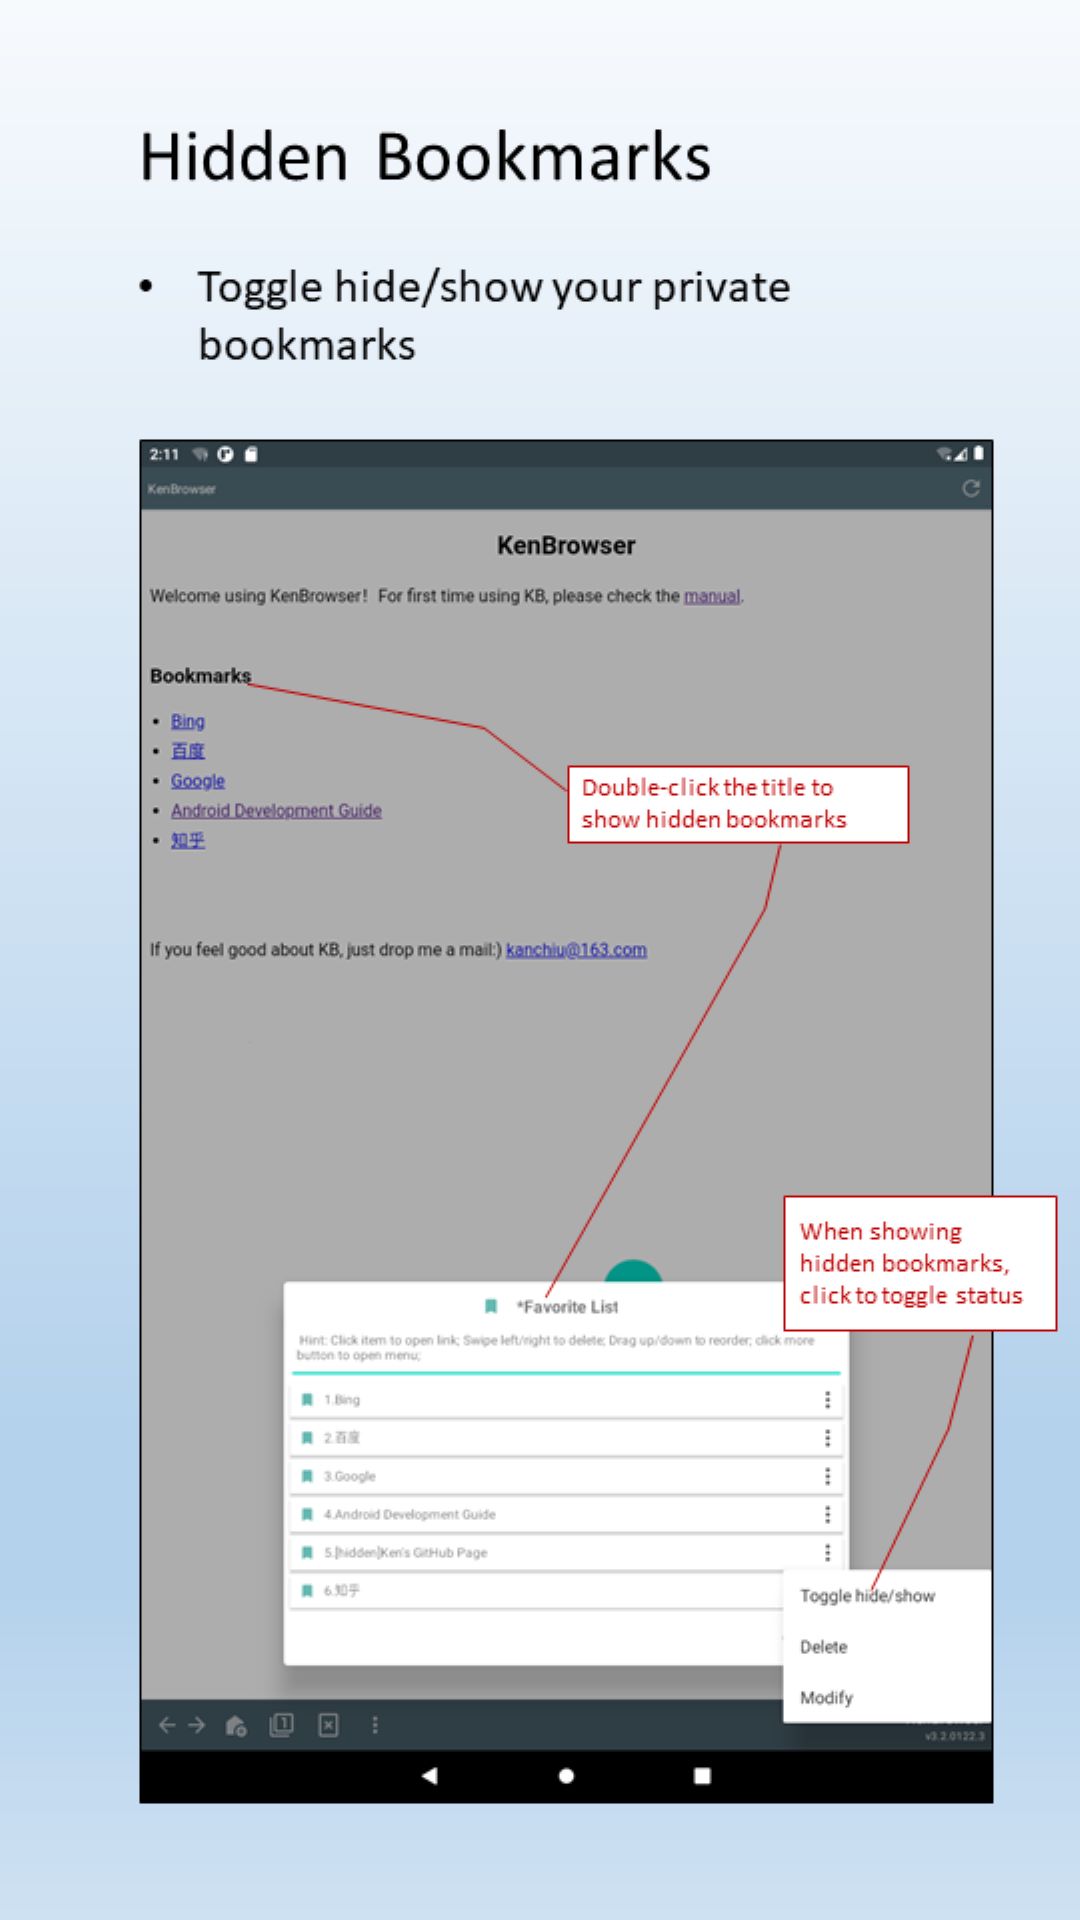 Hidden Bookmarks
• Toggle hide/show your private
bookmarks
2:11
KenBrowser
KenBrowser
Welcome using KenBrowser! For first time using KB, please check the manual.
Bookmarks
• Bing
• 百度
• Google
• Android Development Guide
• 知乎
Double-click the title to
show hidden bookmarks
If you feel good about KB, just drop me a mail:) kanchiu@163.com
When showing
hidden bookmarks,
click to toggle status
*Favorite List
Hint: Click item to open link; Swipe left/right to delete; Drag up/down to reorder; click more
button to open menu;
1.Bing
2.百度
3.Google
4.Android Development Guide
5.[hidden]Ken's GitHub Page
6.知乎
Toggle hide/show
Delete
Modify
1
v3.2.0122.3